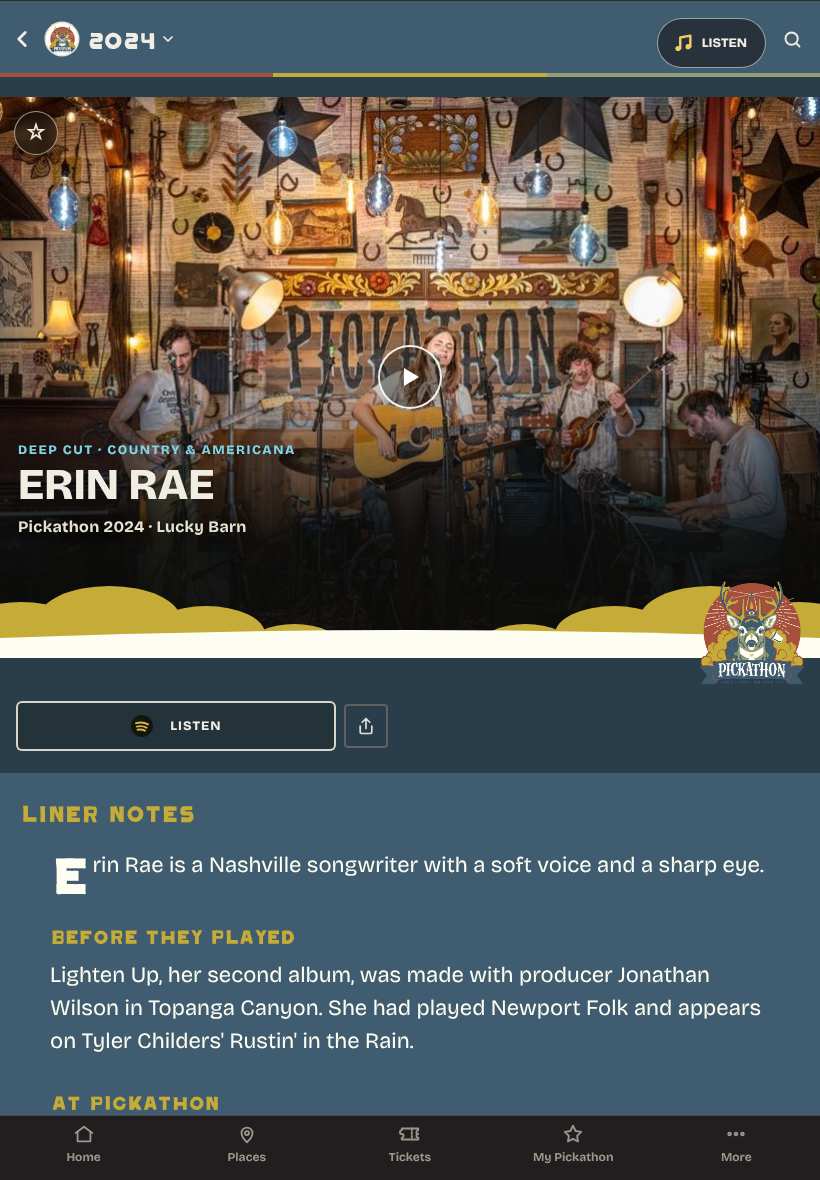 2024
LISTEN
PICKATHON
DEEP CUT · COUNTRY & AMERICANA
ERIN RAE
Pickathon 2024 · Lucky Barn
PICKATHON
LISTEN
LINER NOTES
Erin Rae is a Nashville songwriter with a soft voice and a sharp eye.
BEFORE THEY PLAYED
Lighten Up, her second album, was made with producer Jonathan
Wilson in Topanga Canyon. She had played Newport Folk and appears
on Tyler Childers' Rustin' in the Rain.
AT PICKATHON
Home
Places
Tickets
My Pickathon
More